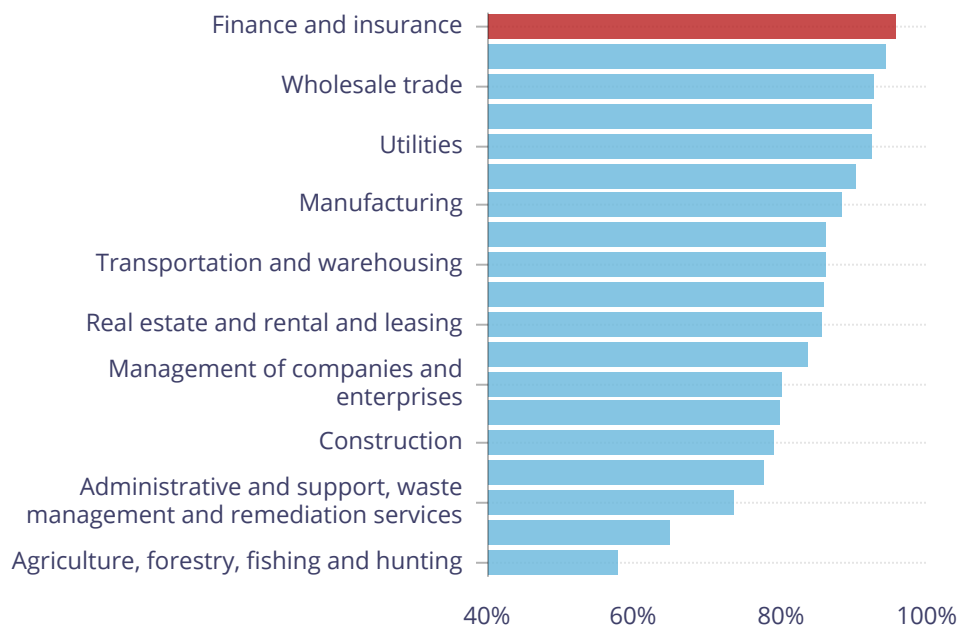 Finance and insurance
Wholesale trade
Utilities
Manufacturing
Transportation and warehousing
Real estate and rental and leasing
Management of companies and
enterprises
Construction
Administrative and support, waste
management and remediation services
Agriculture, forestry, fishing and hunting
40% 60% 80% 100%